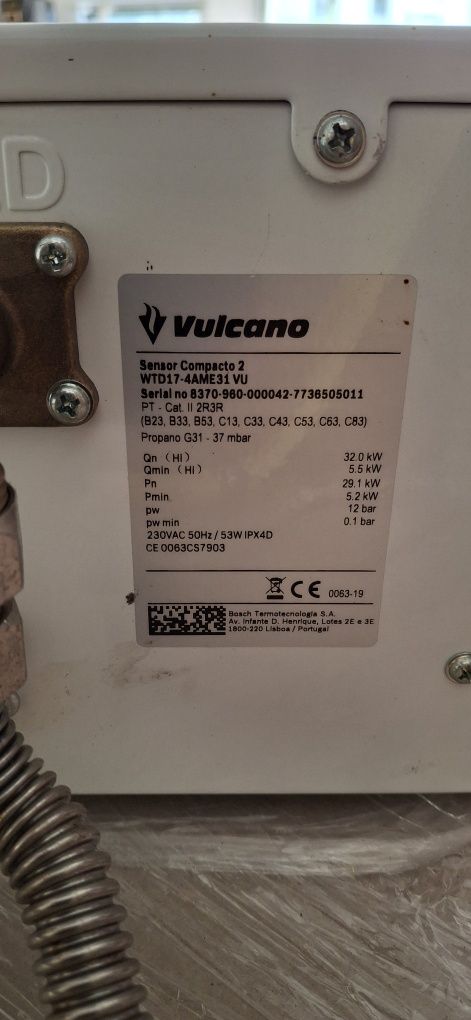 D
Vulcano
Sensor Compacto 2
WTD17-4AME31 VU
Serial no 8370-960-000042-7736505011
PT - Cat. II 2R3R
(B23, B33, B53, C13, C33, C43, C53, C63, C83)
Propano G31 - 37 mbar
Qn (Hi) 32.0 kW
Qmin (Hi) 5.5 kW
Pn 29.1 kW
Pmin 5.2 kW
pw 12 bar
pw min 0.1 bar
230VAC 50Hz / 53W IPX4D
CE 0063CS7903
CE 0063-19
Bosch Termotecnologia S.A.
Av. Infante D. Henrique, Lotes 2E e 3E
1800-220 Lisboa / Portugal